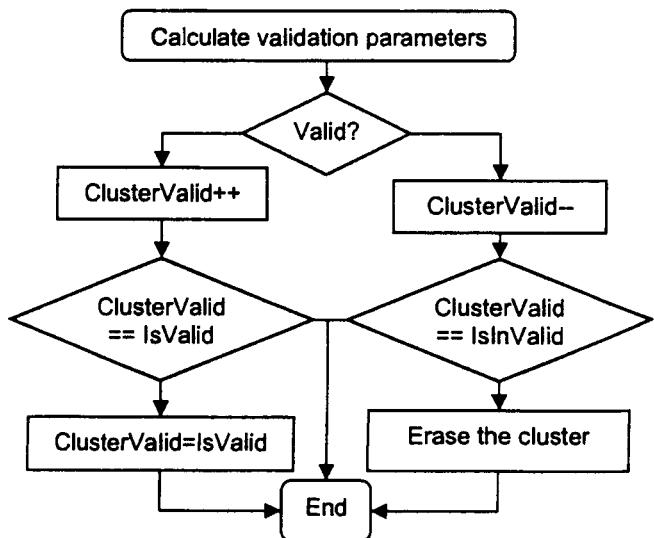 Calculate validation parameters
Valid?
ClusterValid++
ClusterValid--
ClusterValid
== IsValid
ClusterValid
== IsInValid
ClusterValid=IsValid
Erase the cluster
End